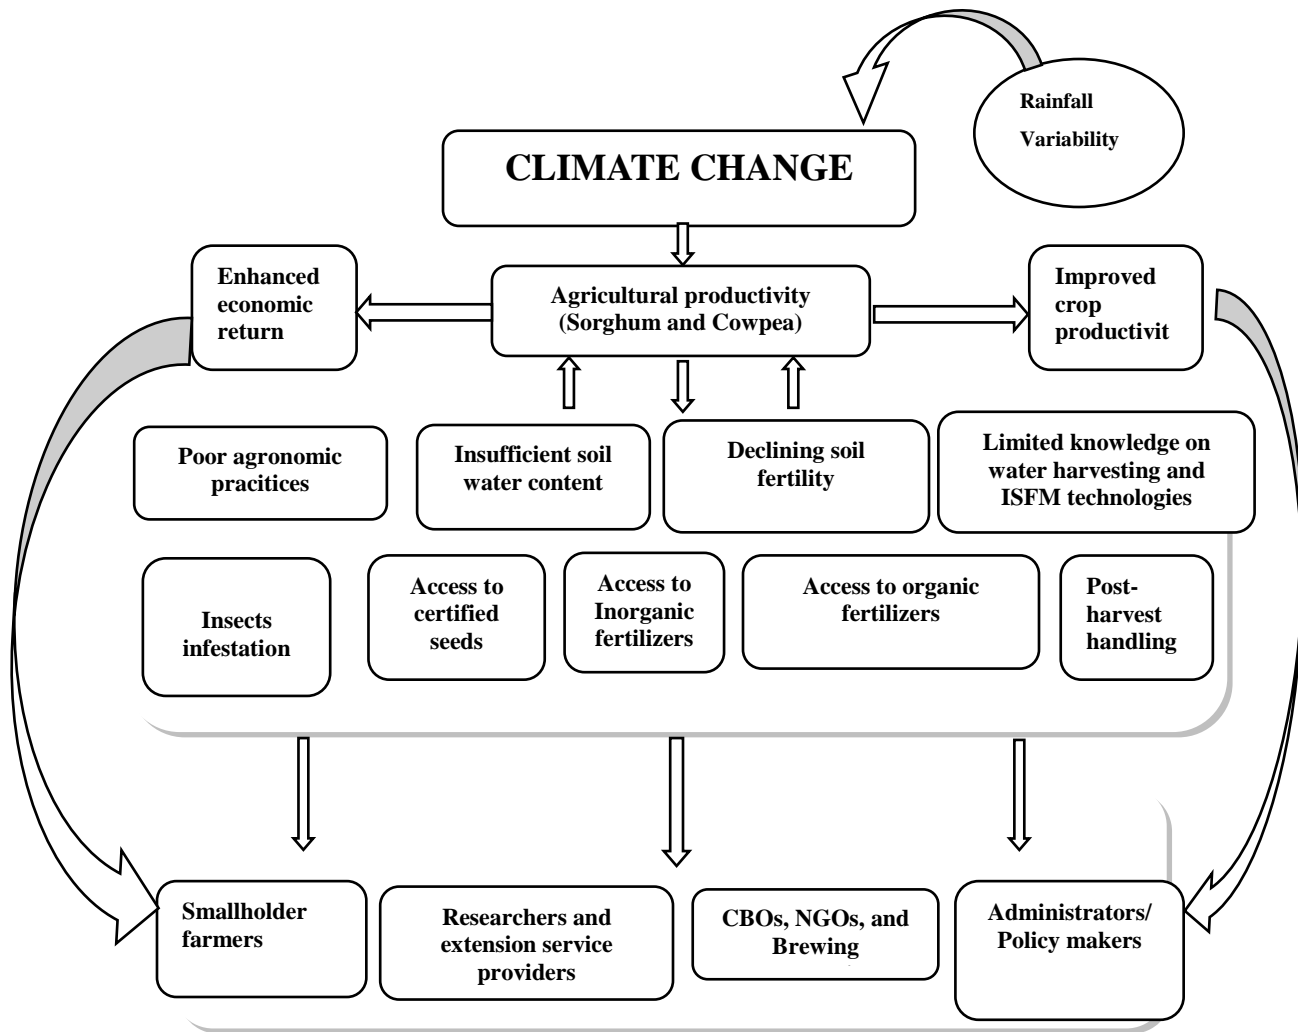 Rainfall
Variability
CLIMATE CHANGE
Enhanced
economic
return
Agricultural productivity
(Sorghum and Cowpea)
Improved
crop
productivit
Poor agronomic
pracitices
Insufficient soil
water content
Declining soil
fertility
Limited knowledge on
water harvesting and
ISFM technologies
Insects
infestation
Access to
certified
seeds
Access to
Inorganic
fertilizers
Access to organic
fertilizers
Post-
harvest
handling
Smallholder
farmers
Researchers and
extension service
providers
CBOs, NGOs, and
Brewing
Administrators/
Policy makers